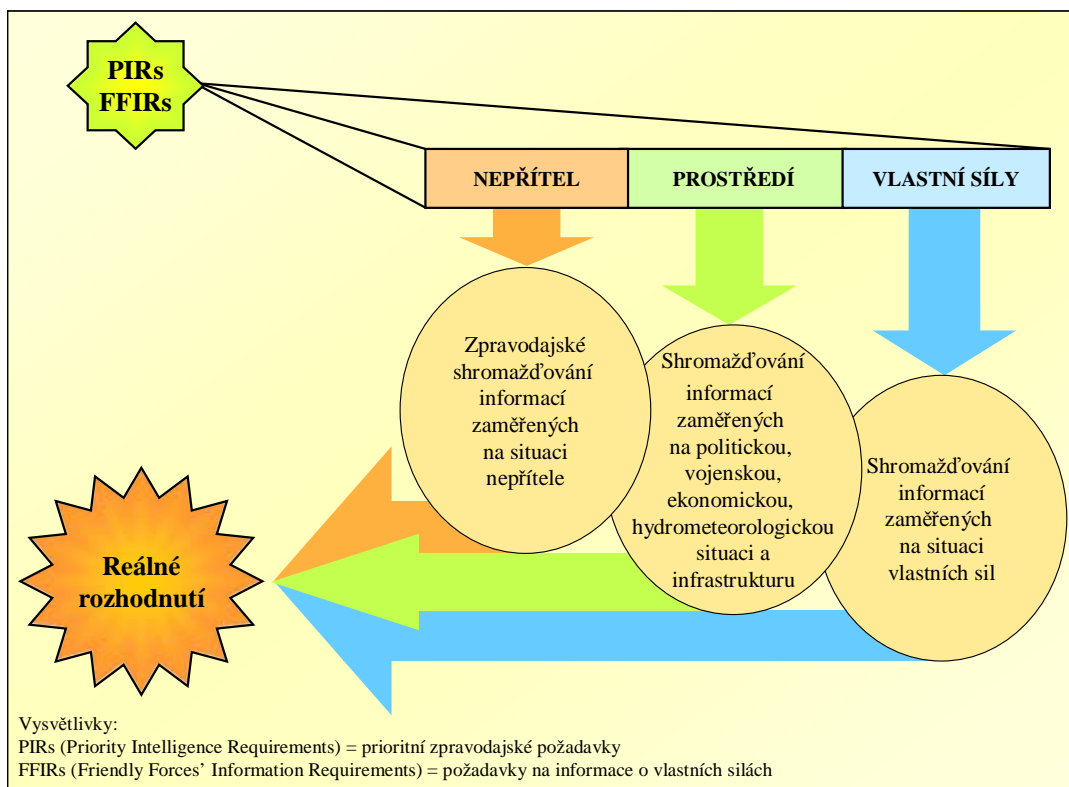 PIRs
FFIRs
NEPŘÍTEL
PROSTŘEDÍ
VLASTNÍ SÍLY
Zpravodajské
shromažďování
informací
zaměřených
na situaci
nepřítele
Shromažďování
informací
zaměřených
na politickou,
vojenskou,
ekonomickou,
hydrometeorologickou
situaci a
infrastrukturu
Shromažďování
informací
zaměřených
na situaci
vlastních sil
Reálné
rozhodnutí
Vysvětlivky:
PIRs (Priority Intelligence Requirements) = prioritní zpravodajské požadavky
FFIRs (Friendly Forces’ Information Requirements) = požadavky na informace o vlastních silách